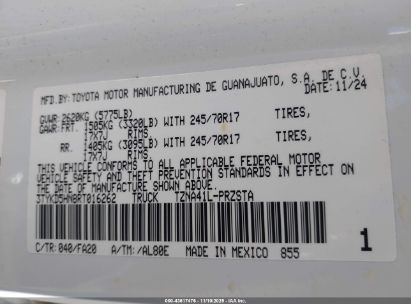 MFD.BY:TOYOTA MOTOR MANUFACTURING DE GUANAJUATO, S.A. DE C.V.
DATE:11/24
GVWR:2620KG (5775LB)
GAWR:FRT. 1505KG (3320LB) WITH 245/70R17 TIRES,
17X7J RIMS
RR. 1405KG (3095LB) WITH 245/70R17 TIRES,
17X7J RIMS
THIS VEHICLE CONFORMS TO ALL APPLICABLE FEDERAL MOTOR
VEHICLE SAFETY AND THEFT PREVENTION STANDARDS IN EFFECT ON
THE DATE OF MANUFACTURE SHOWN ABOVE.
3TYKD5HN0RT016262 TRUCK TZNA41L-PRZSTA
C/TR: 040/FA20 A/TM: /AL80E MADE IN MEXICO 855
1